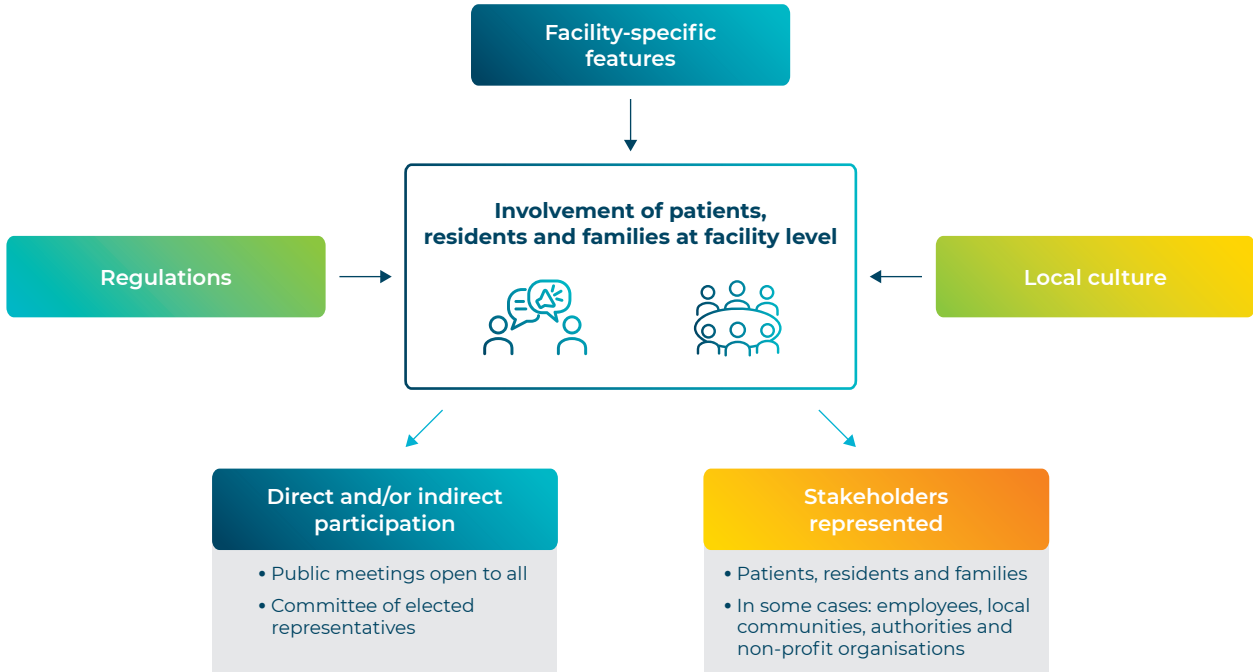 Facility-specific
features
Involvement of patients,
residents and families at facility level
Regulations
Local culture
Direct and/or indirect
participation
• Public meetings open to all
• Committee of elected
representatives
Stakeholders
represented
• Patients, residents and families
• In some cases: employees, local
communities, authorities and
non-profit organisations